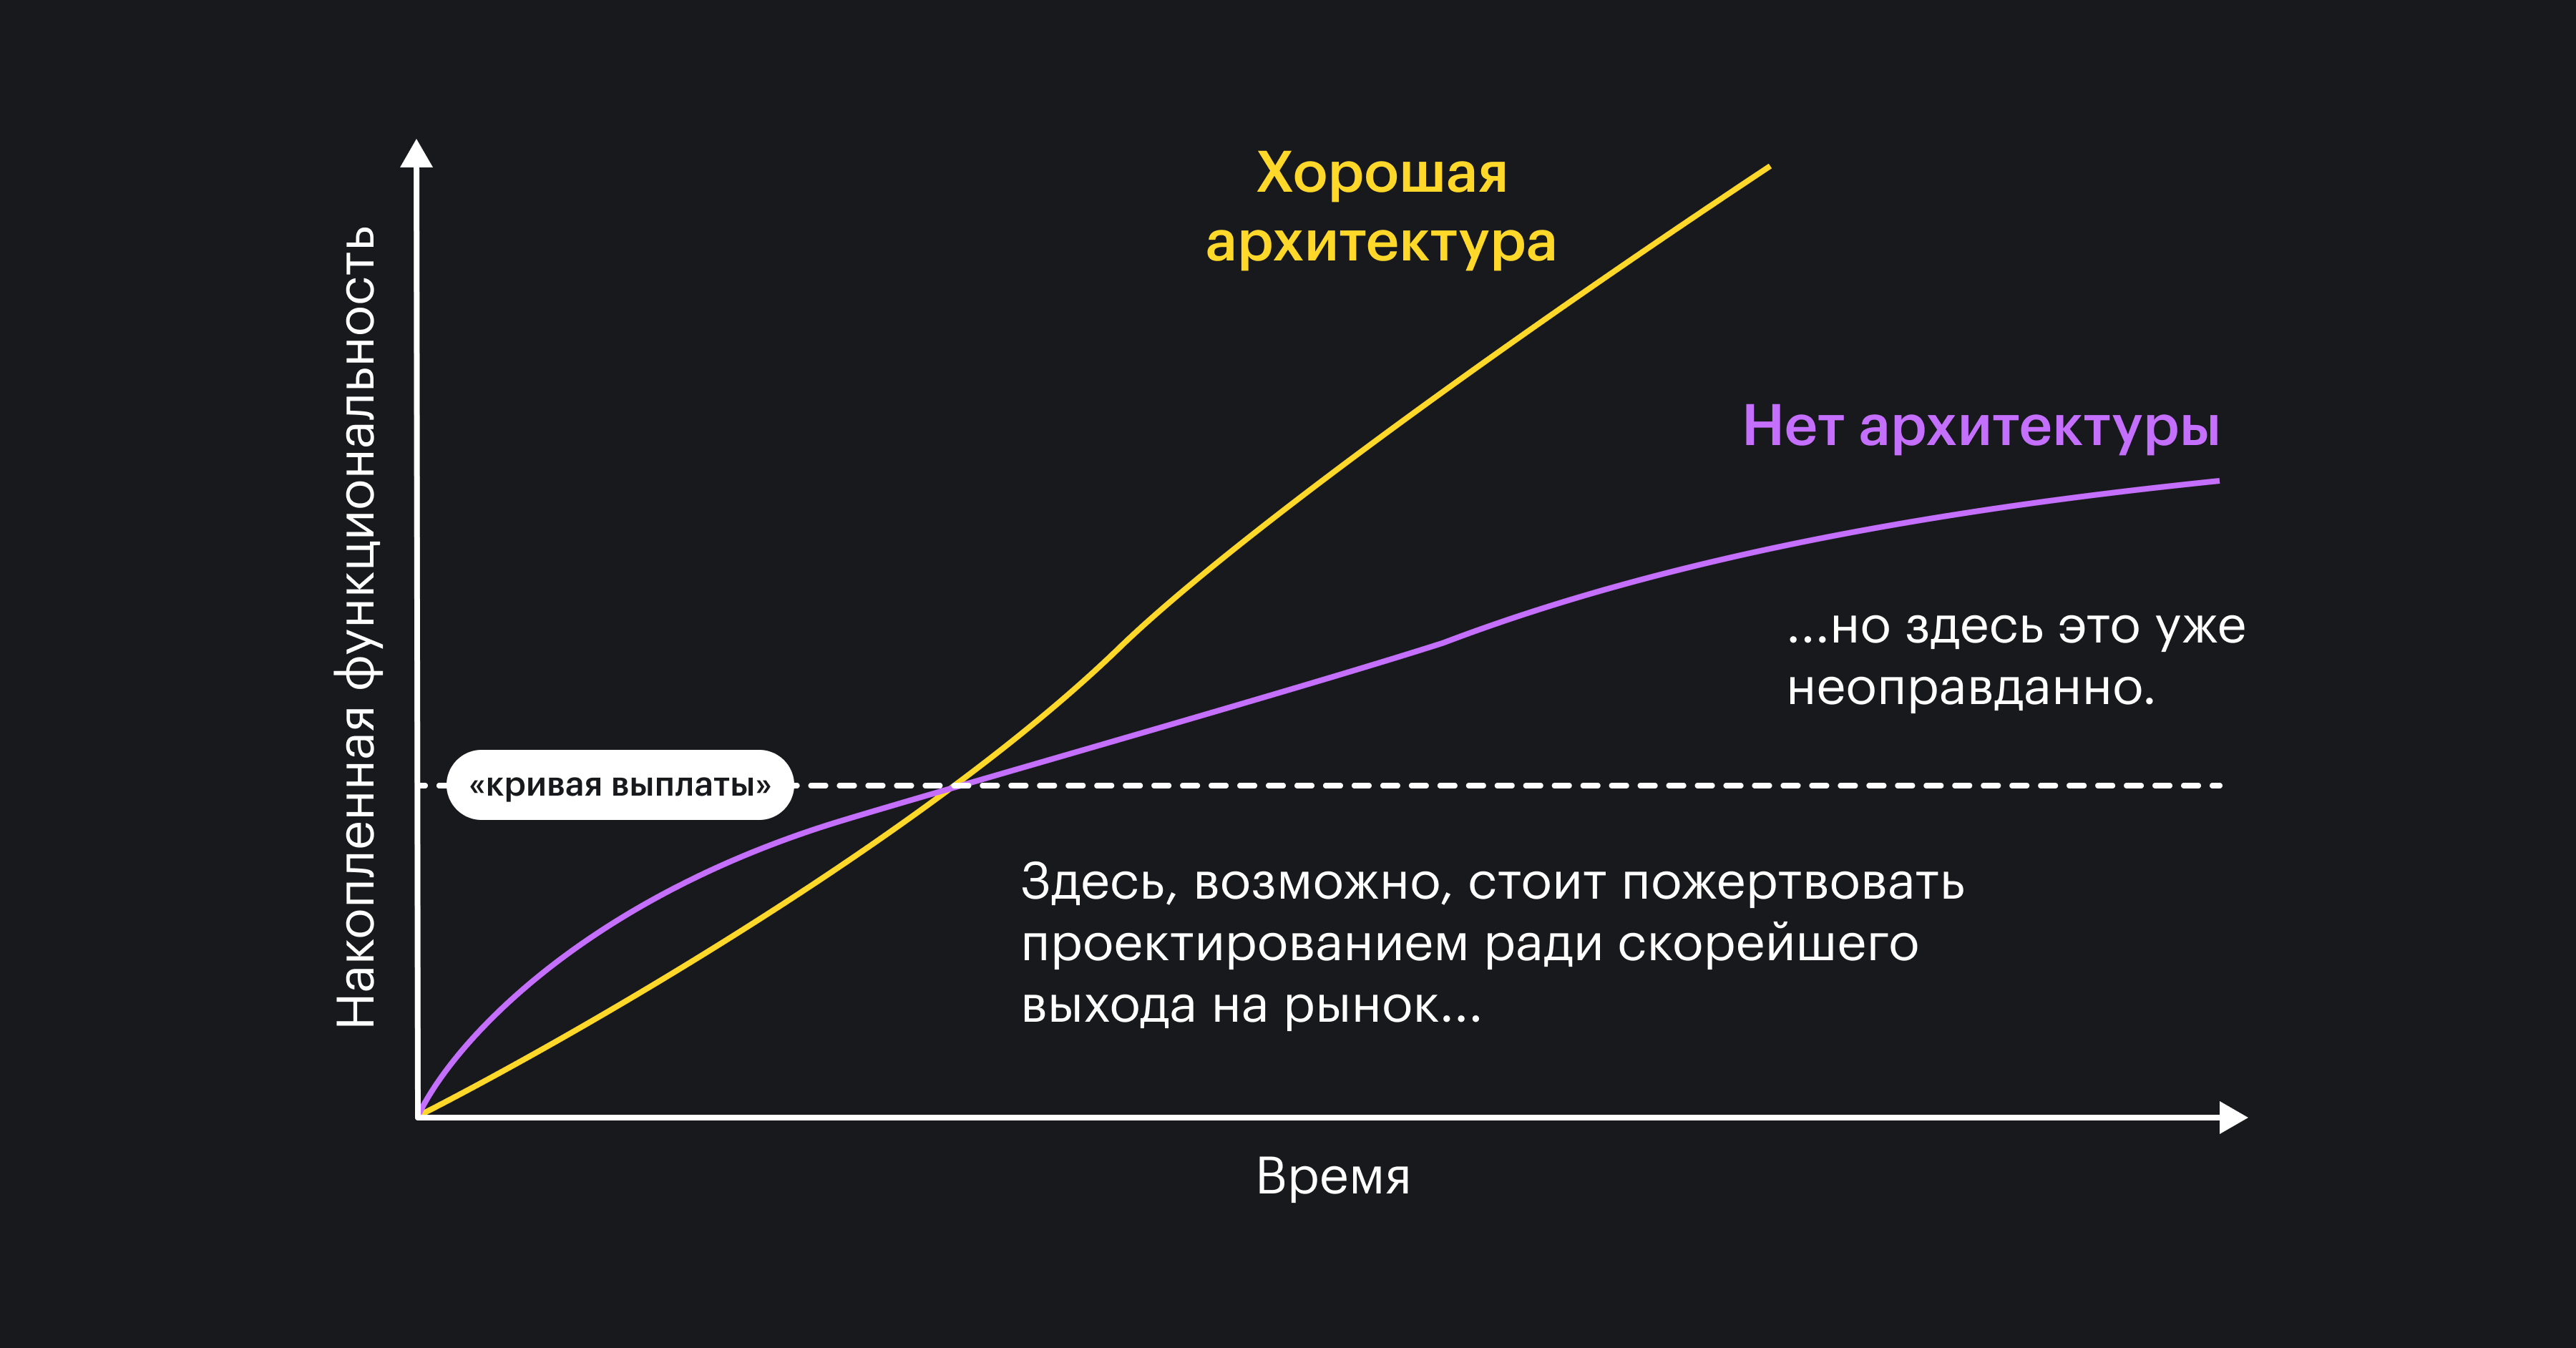 Хорошая
архитектура
Нет архитектуры
Накопленная функциональность
...но здесь это уже
неоправданно.
«кривая выплаты»
Здесь, возможно, стоит пожертвовать
проектированием ради скорейшего
выхода на рынок...
Время